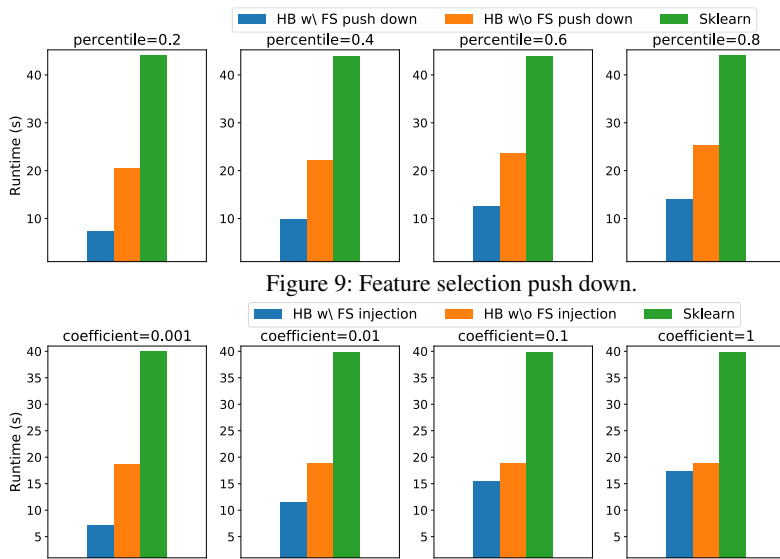 HB w\ FS push down HB w\O FS push down Sklearn
percentile=0.2 percentile=0.4 percentile=0.6 percentile=0.8
Runtime (s)
40 40 40 40
30 30 30 30
20 20 20 20
10 10 10 10
Figure 9: Feature selection push down.
HB w\ FS injection HB w\O FS injection Sklearn
coefficient=0.001 coefficient=0.01 coefficient=0.1 coefficient=1
Runtime (s)
40 40 40 40
35 35 35 35
30 30 30 30
25 25 25 25
20 20 20 20
15 15 15 15
10 10 10 10
5 5 5 5